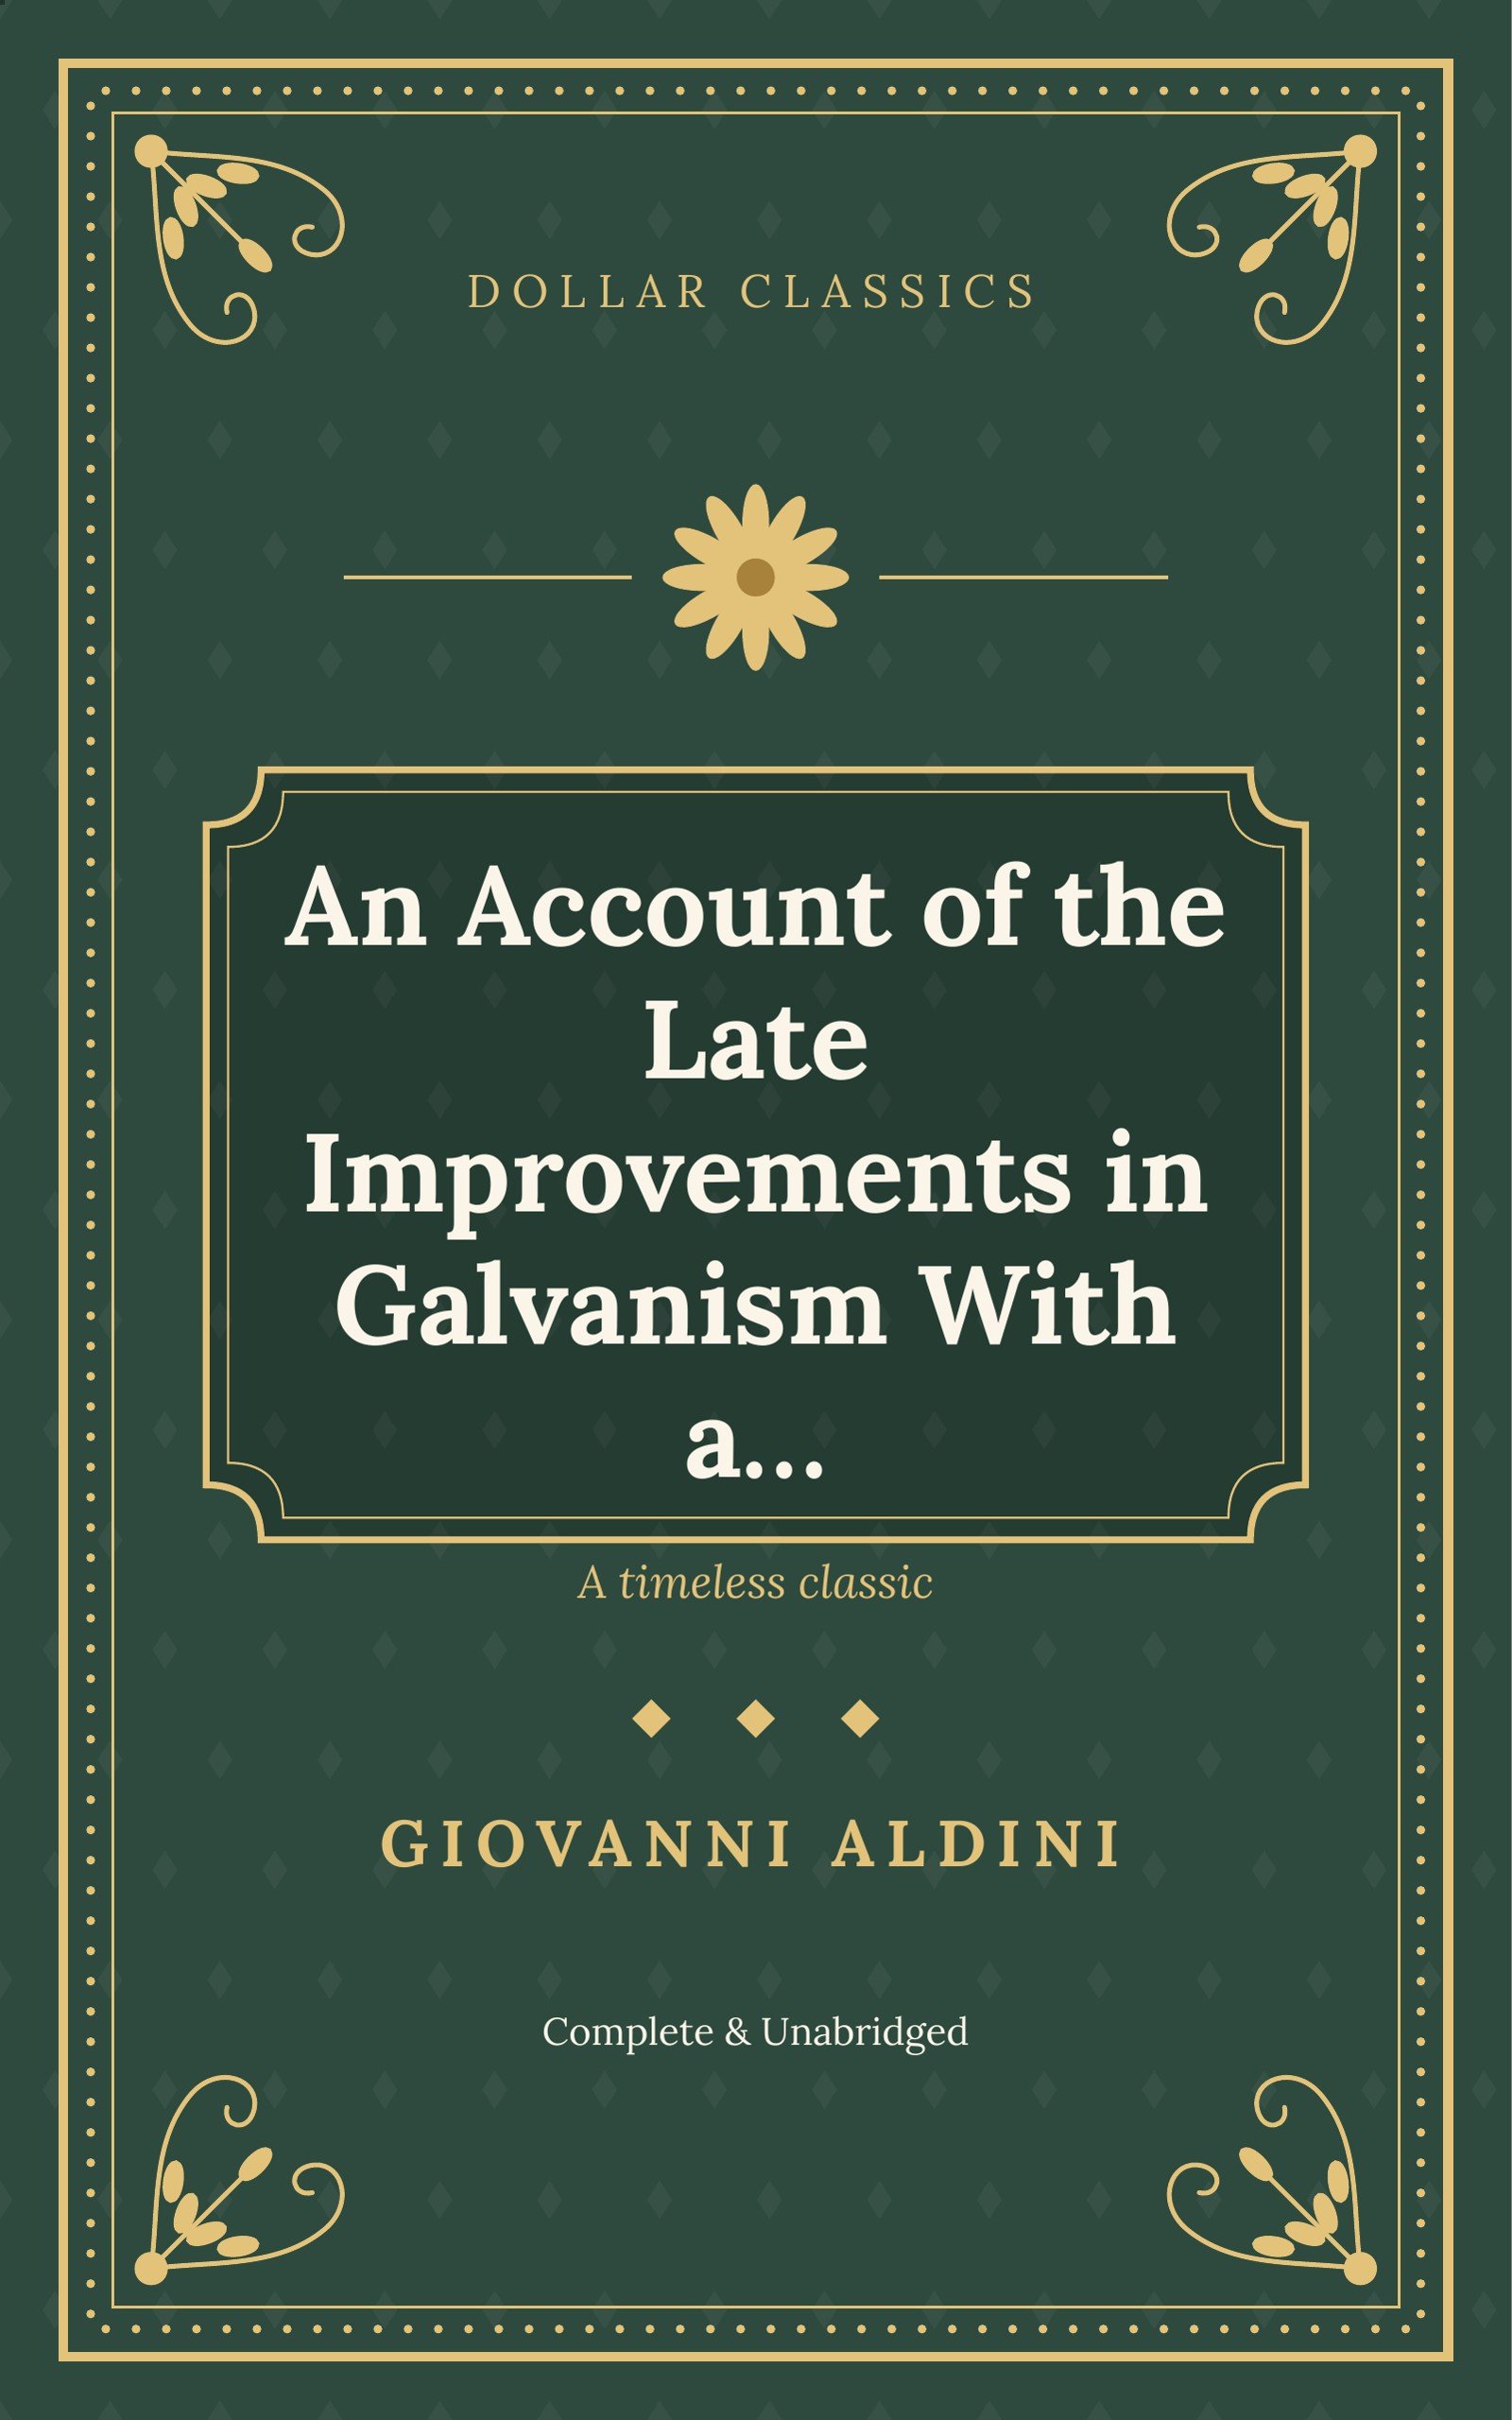 DOLLAR CLASSICS
An Account of the
Late
Improvements in
Galvanism With
a...
A timeless classic
GIOVANNI ALDINI
Complete & Unabridged